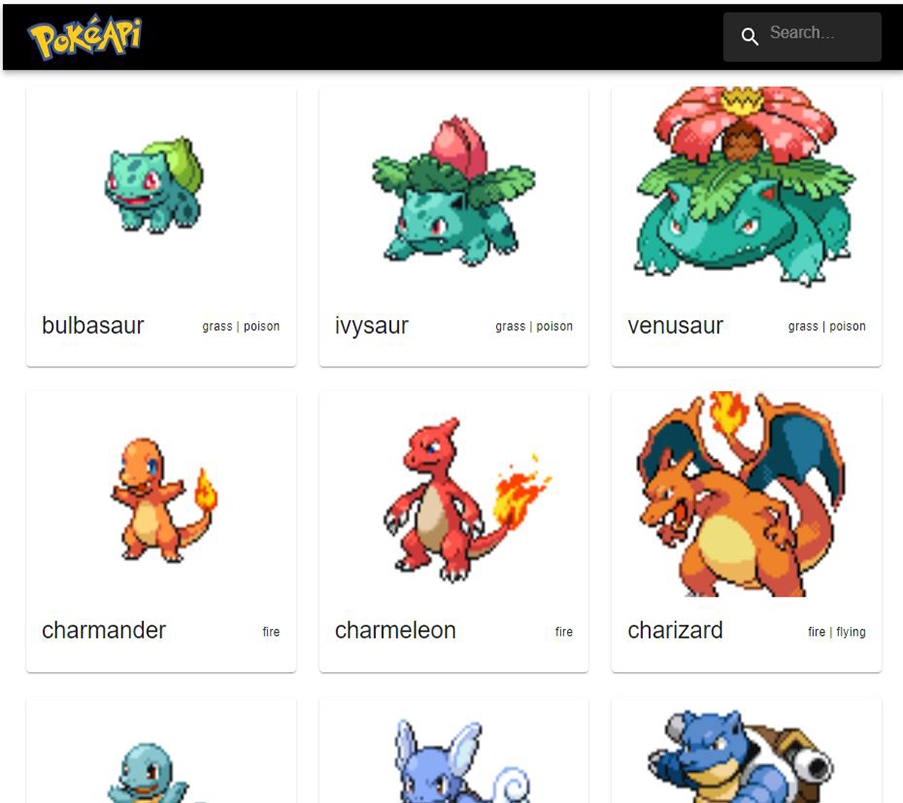 PokéAPi
Search...
bulbasaur grass | poison
ivysaur grass | poison
venusaur grass | poison
charmander fire
charmeleon fire
charizard fire | flying